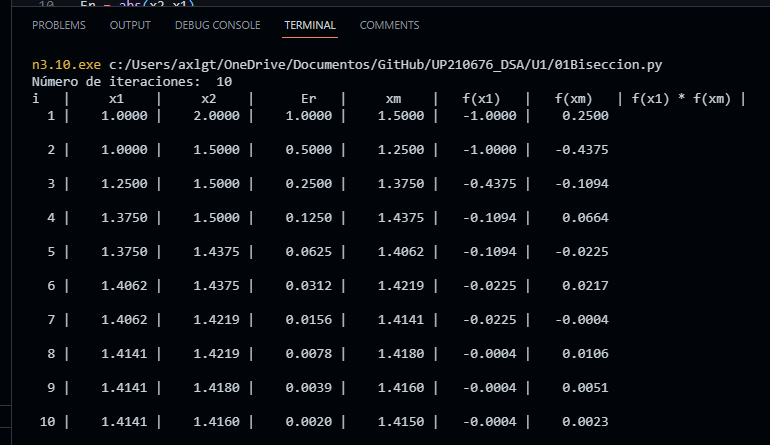 10 Er = abs(x2-x1)
PROBLEMS OUTPUT DEBUG CONSOLE TERMINAL COMMENTS
n3.10.exe c:/Users/axlgt/OneDrive/Documentos/GitHub/UP210676_DSA/U1/01Biseccion.py
Número de iteraciones: 10
i | x1 | x2 | Er | xm | f(x1) | f(xm) | f(x1) * f(xm) |
1 | 1.0000 | 2.0000 | 1.0000 | 1.5000 | -1.0000 | 0.2500
2 | 1.0000 | 1.5000 | 0.5000 | 1.2500 | -1.0000 | -0.4375
3 | 1.2500 | 1.5000 | 0.2500 | 1.3750 | -0.4375 | -0.1094
4 | 1.3750 | 1.5000 | 0.1250 | 1.4375 | -0.1094 | 0.0664
5 | 1.3750 | 1.4375 | 0.0625 | 1.4062 | -0.1094 | -0.0225
6 | 1.4062 | 1.4375 | 0.0312 | 1.4219 | -0.0225 | 0.0217
7 | 1.4062 | 1.4219 | 0.0156 | 1.4141 | -0.0225 | -0.0004
8 | 1.4141 | 1.4219 | 0.0078 | 1.4180 | -0.0004 | 0.0106
9 | 1.4141 | 1.4180 | 0.0039 | 1.4160 | -0.0004 | 0.0051
10 | 1.4141 | 1.4160 | 0.0020 | 1.4150 | -0.0004 | 0.0023